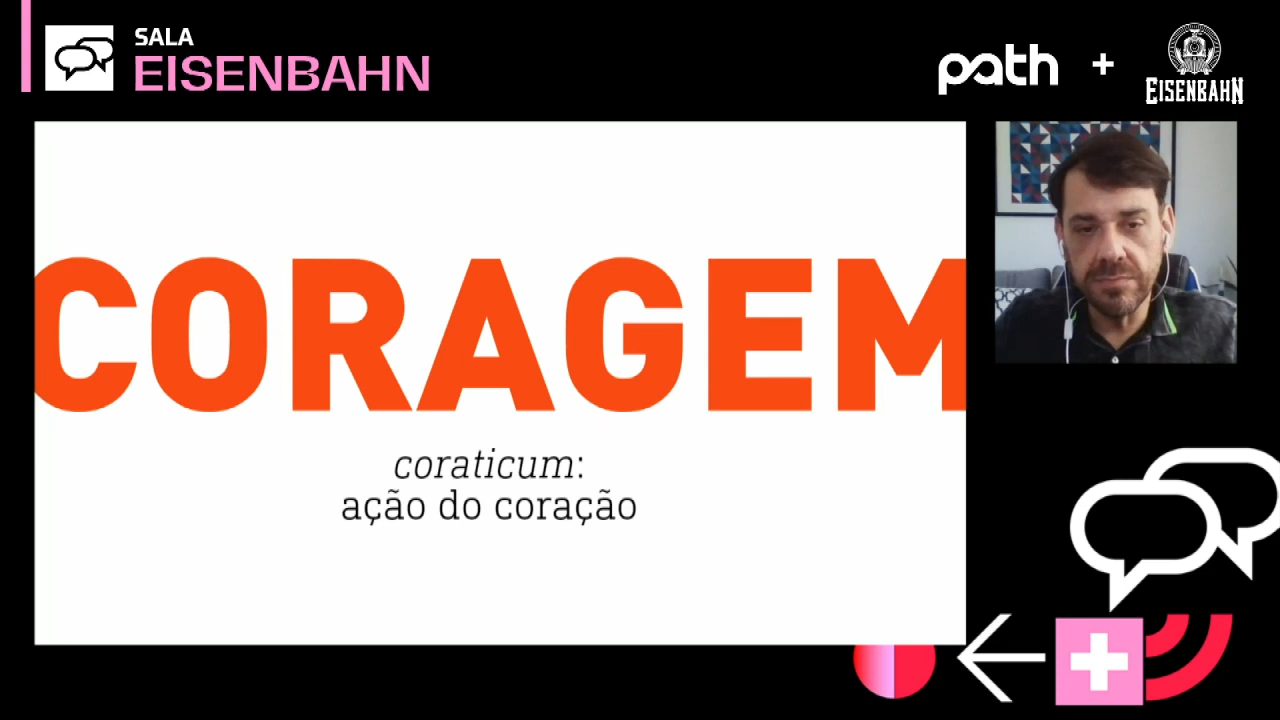 SALA
EISENBAHN
path + EISENBAHN
CORAGEM
coraticum:
ação do coração